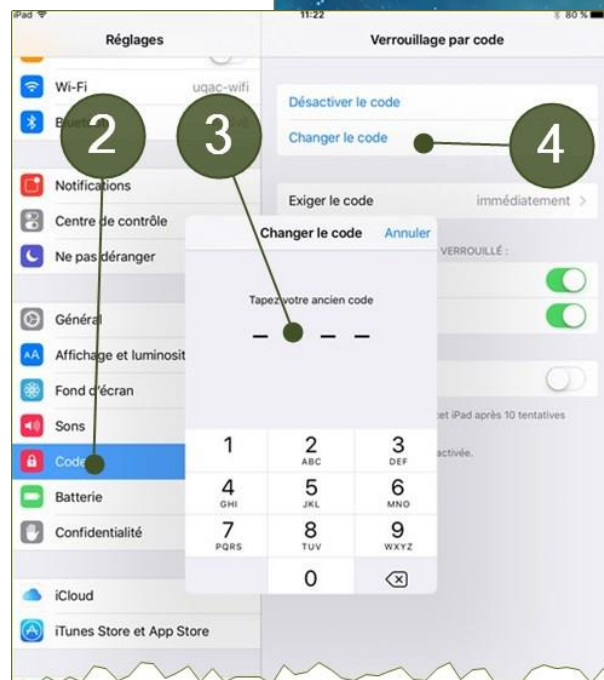 iPad 11:22 80 %
Réglages
Wi-Fi uqac-wifi
Notifications
Centre de contrôle
Ne pas déranger
Général
Affichage et luminosit
Fond d'écran
Sons
Code
Batterie
Confidentialité
iCloud
iTunes Store et App Store
Verrouillage par code
Désactiver le code
Changer le code
Exiger le code immédiatement >
VERROUILLÉ :
cet iPad après 10 tentatives
activée.
Changer le code Annuler
Tapez votre ancien code
1 2 3
ABC DEF
4 5 6
GHI JKL MNO
7 8 9
PQRS TUV WXYZ
0
2
3
4